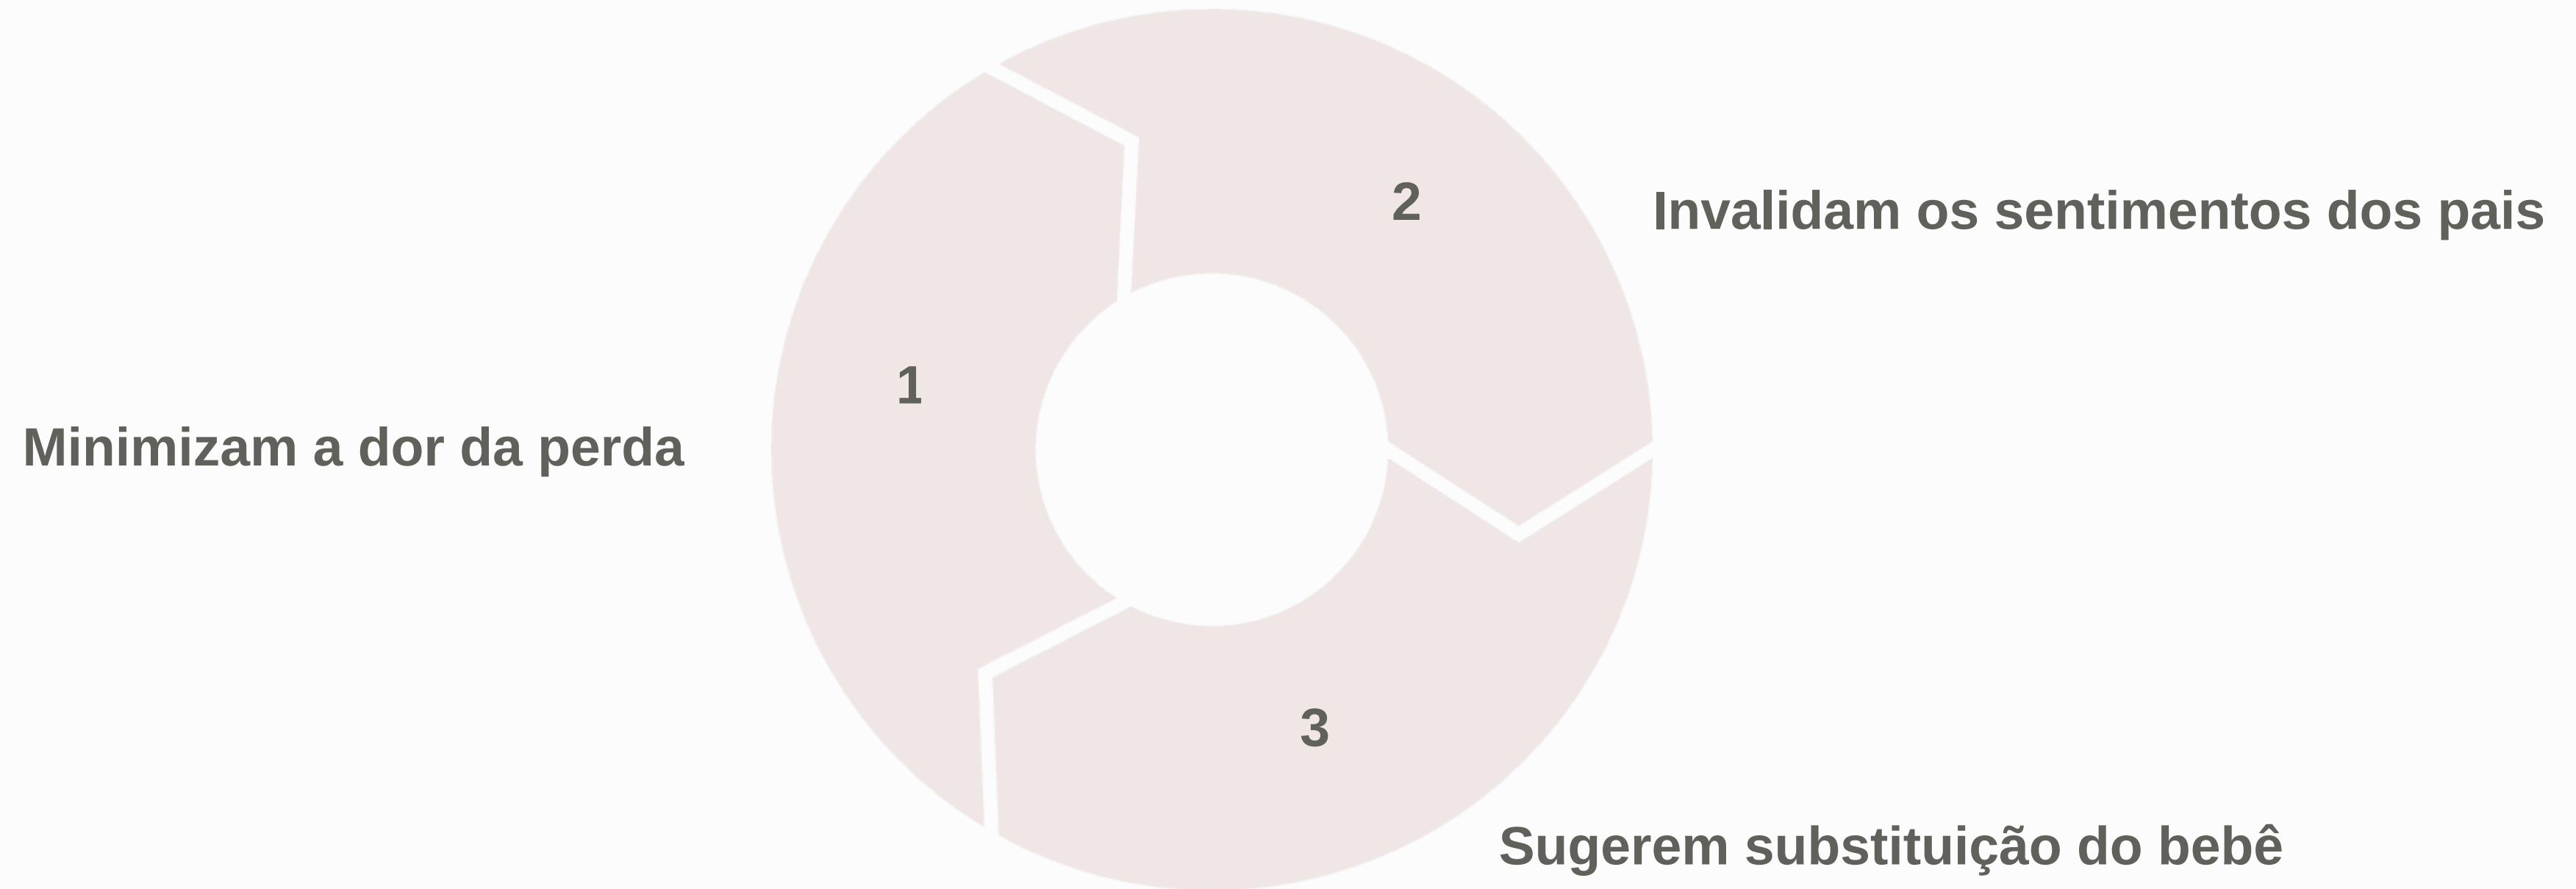 1
Minimizam a dor da perda
2
Invalidam os sentimentos dos pais
3
Sugerem substituição do bebê